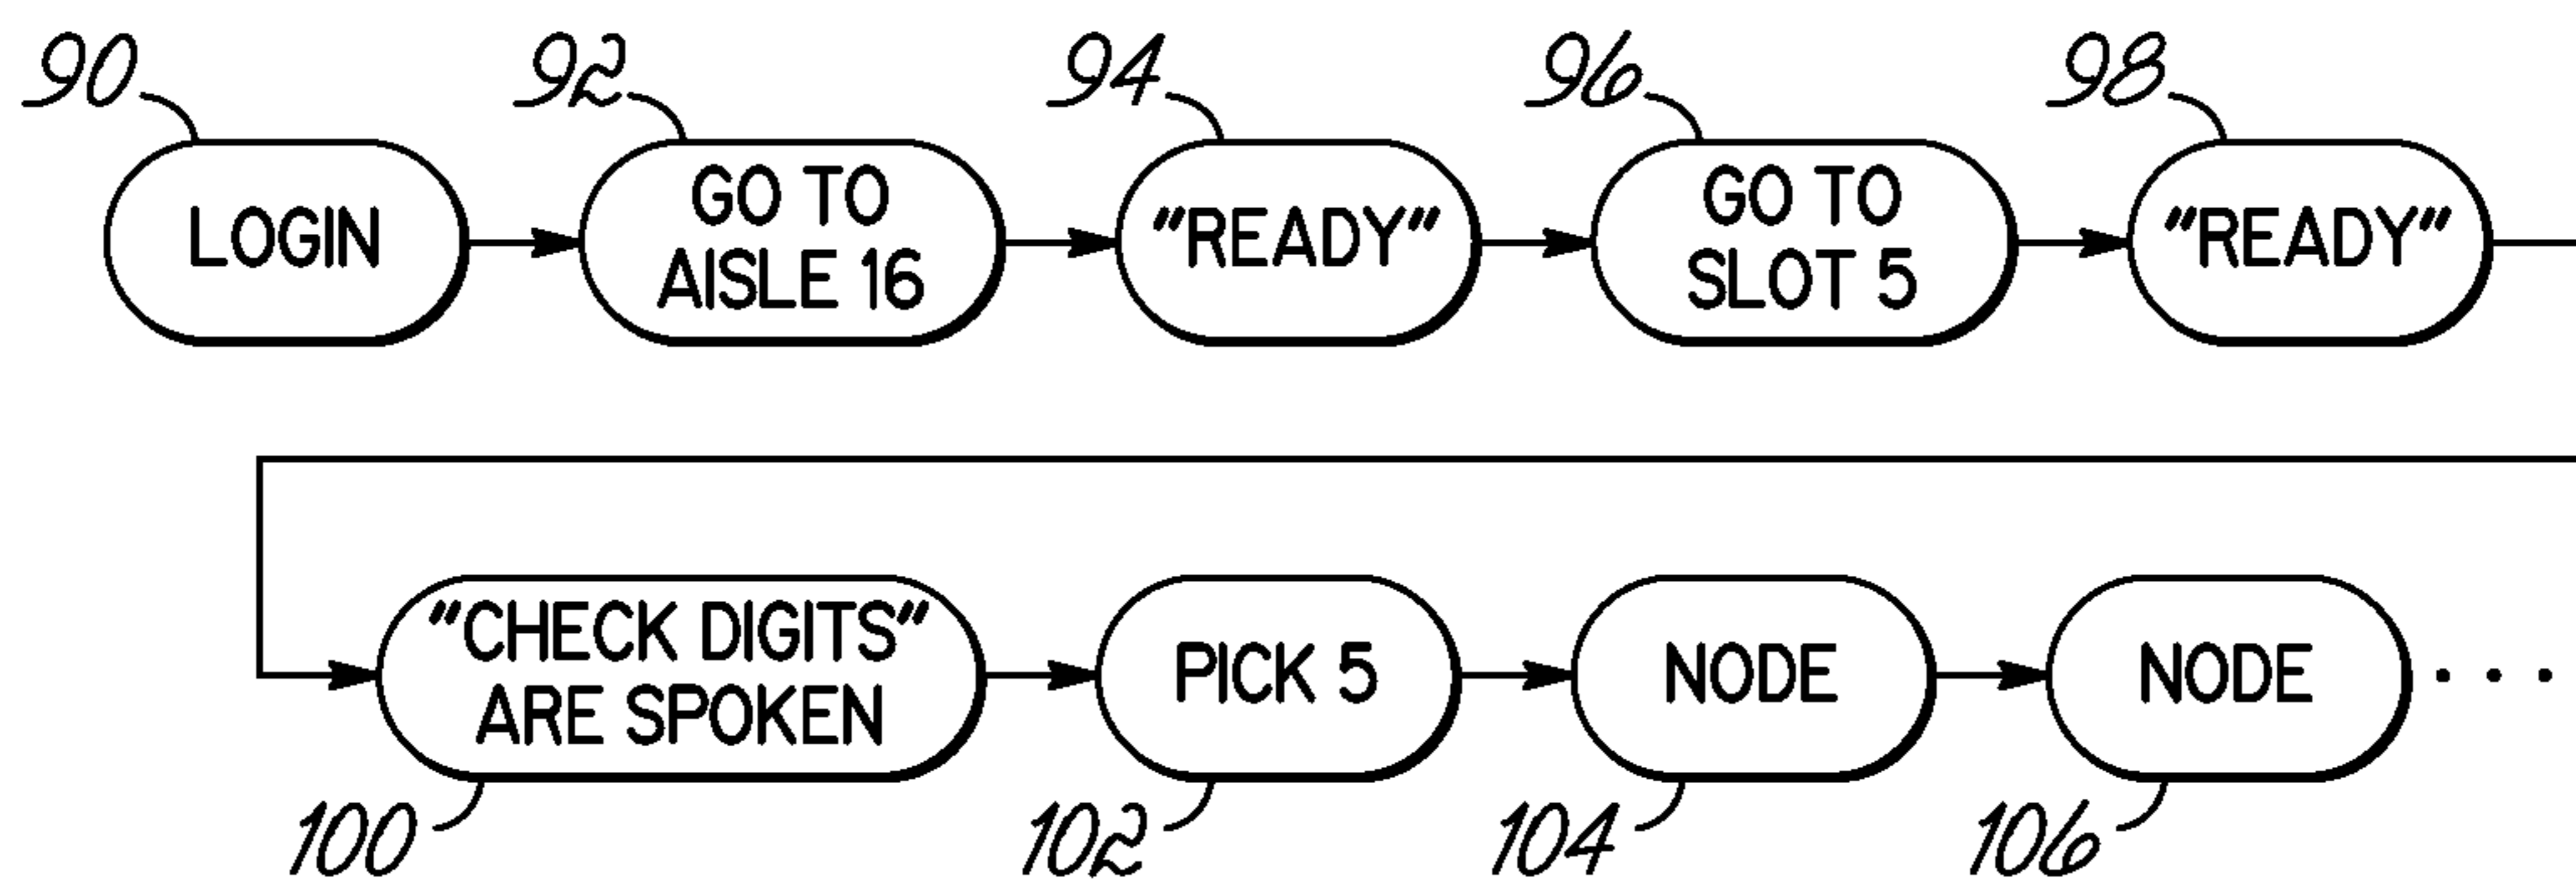 90 92 94 96 98
LOGIN
GO TO
AISLE 16
"READY"
GO TO
SLOT 5
"READY"
"CHECK DIGITS"
ARE SPOKEN
PICK 5
NODE
NODE
. . .
100 102 104 106